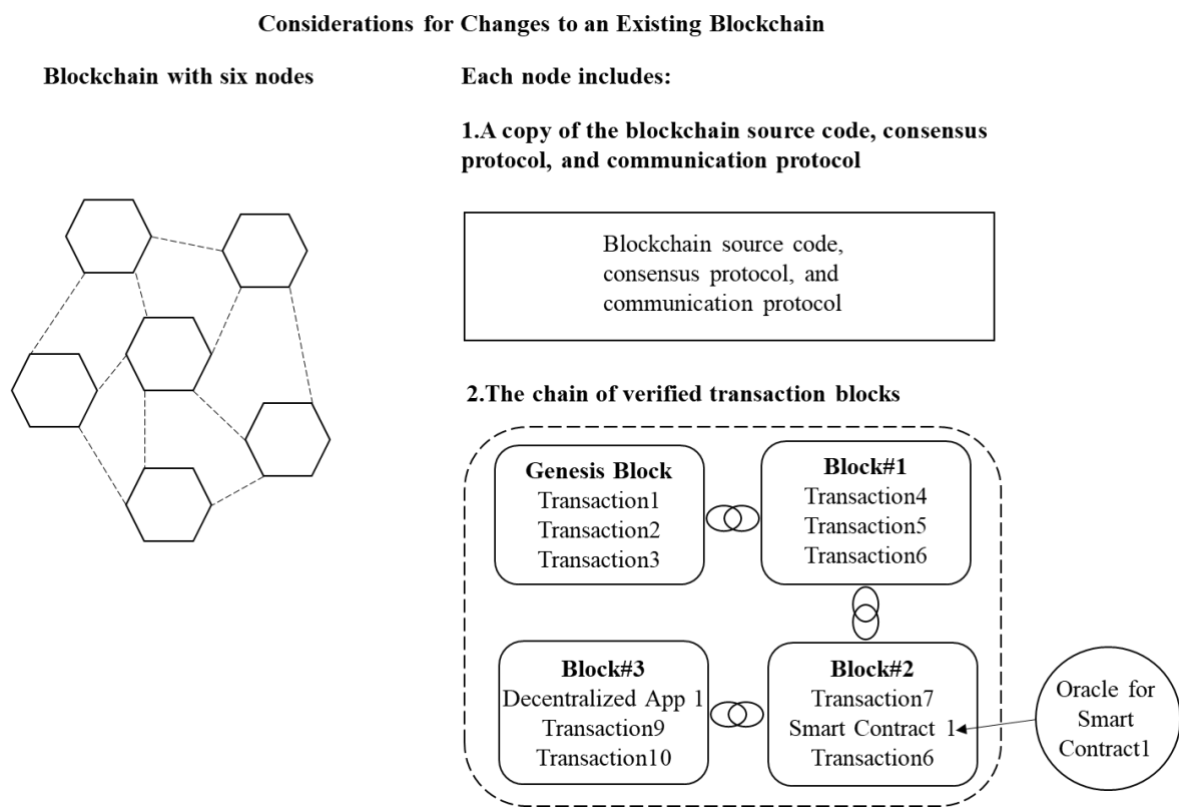 Considerations for Changes to an Existing Blockchain
Blockchain with six nodes
Each node includes:
1.A copy of the blockchain source code, consensus
protocol, and communication protocol
Blockchain source code,
consensus protocol, and
communication protocol
2.The chain of verified transaction blocks
Genesis Block
Transaction1
Transaction2
Transaction3
Block#1
Transaction4
Transaction5
Transaction6
Block#3
Decentralized App 1
Transaction9
Transaction10
Block#2
Transaction7
Smart Contract 1
Transaction6
Oracle for
Smart
Contract1